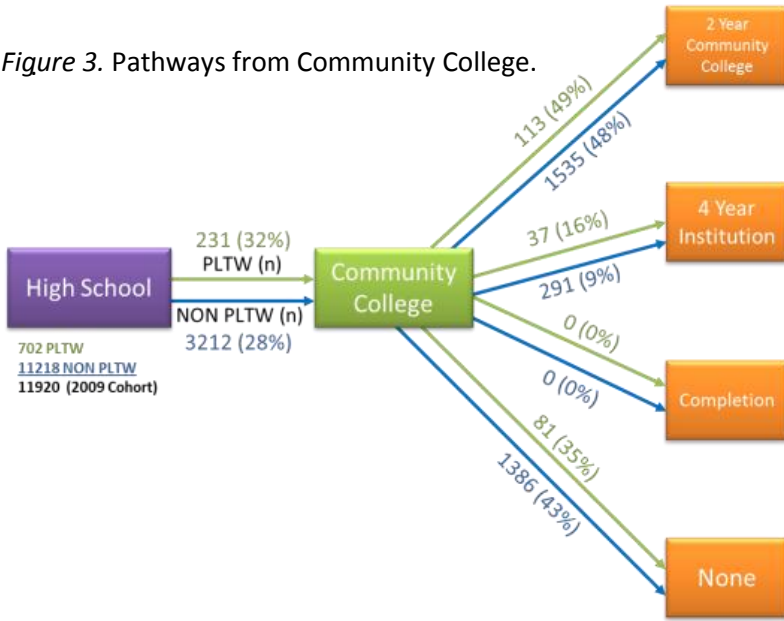 Figure 3. Pathways from Community College.
2 Year
Community
College
113 (49%)
1535 (48%)
231 (32%)
PLTW (n)
High School
Community
College
37 (16%)
291 (9%)
4 Year
Institution
NON PLTW (n)
3212 (28%)
702 PLTW
11218 NON PLTW
11920 (2009 Cohort)
0 (0%)
0 (0%)
Completion
81 (35%)
1386 (43%)
None